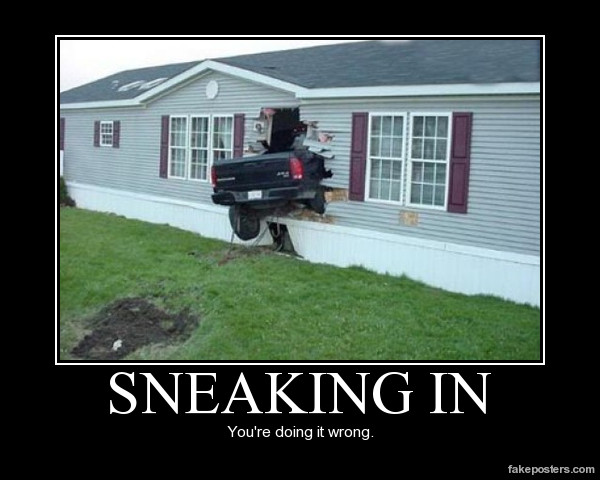 SNEAKING IN
You're doing it wrong.
fakeposters.com